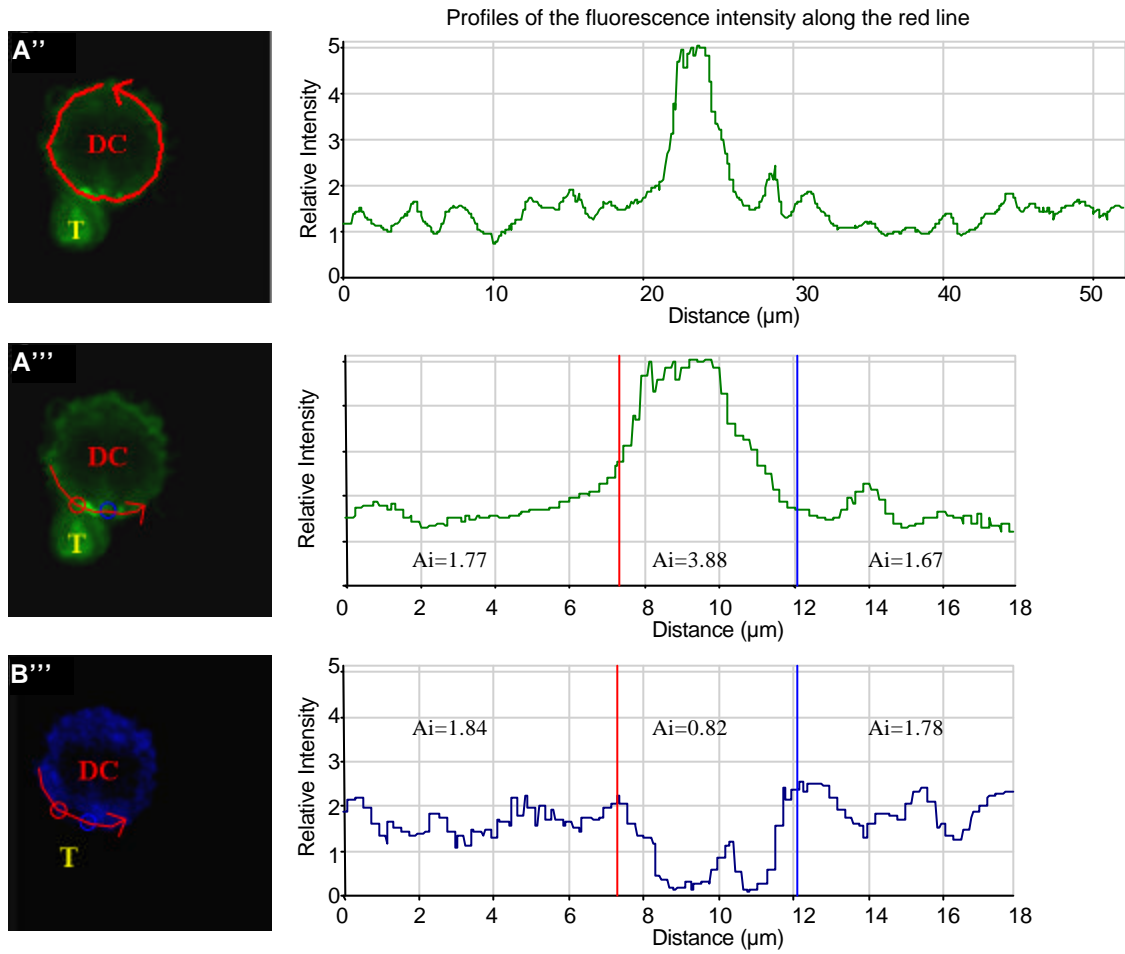 Profiles of the fluorescence intensity along the red line
A’’
DC
T
Relative Intensity
5
4
3
2
1
0
0 10 20 30 40 50
Distance (µm)
A’’’
DC
T
Relative Intensity
Ai=1.77 Ai=3.88 Ai=1.67
0 2 4 6 8 10 12 14 16 18
Distance (µm)
B’’’
DC
T
Relative Intensity
5
4
3
2
1
0
Ai=1.84 Ai=0.82 Ai=1.78
0 2 4 6 8 10 12 14 16 18
Distance (µm)